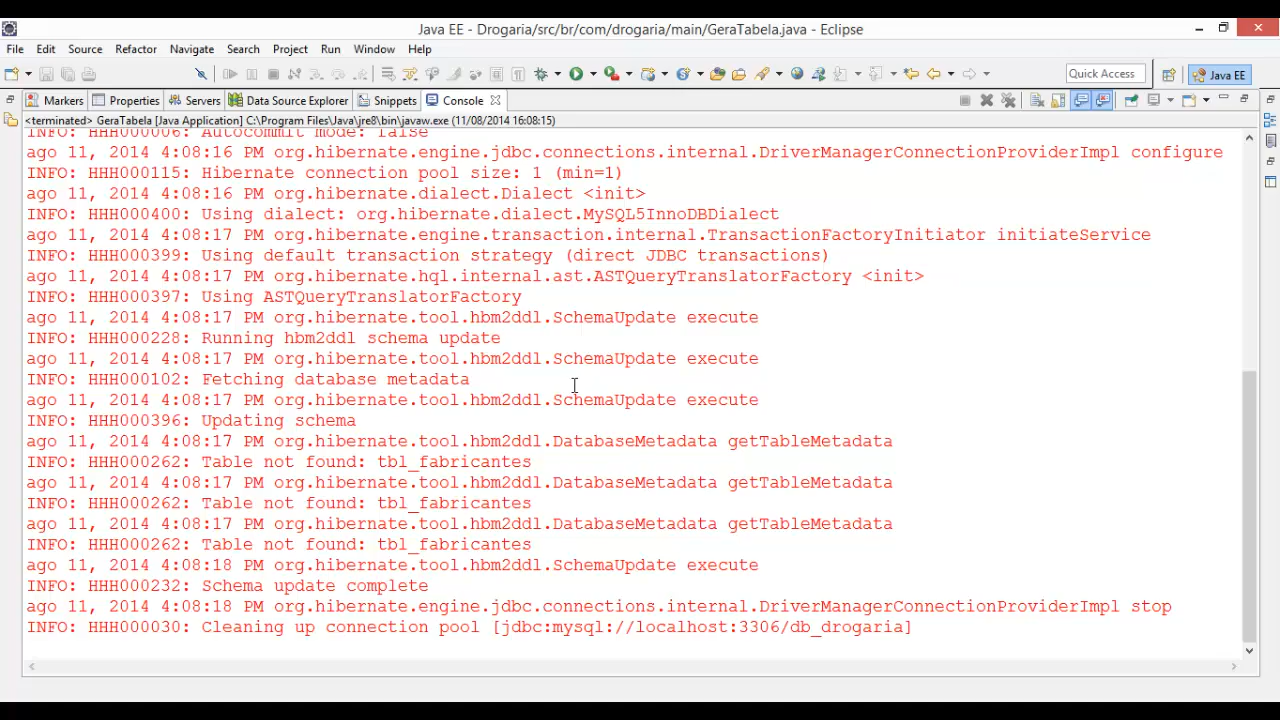 Java EE - Drogaria/src/br/com/drogaria/main/GeraTabela.java - Eclipse
File Edit Source Refactor Navigate Search Project Run Window Help
Quick Access Java EE
Markers Properties Servers Data Source Explorer Snippets Console
<terminated> GeraTabela [Java Application] C:\Program Files\Java\jre8\bin\javaw.exe (11/08/2014 16:08:15)
INFO: HHH000006: Autocommit mode: false
ago 11, 2014 4:08:16 PM org.hibernate.engine.jdbc.connections.internal.DriverManagerConnectionProviderImpl configure
INFO: HHH000115: Hibernate connection pool size: 1 (min=1)
ago 11, 2014 4:08:16 PM org.hibernate.dialect.Dialect <init>
INFO: HHH000400: Using dialect: org.hibernate.dialect.MySQL5InnoDBDialect
ago 11, 2014 4:08:17 PM org.hibernate.engine.transaction.internal.TransactionFactoryInitiator initiateService
INFO: HHH000399: Using default transaction strategy (direct JDBC transactions)
ago 11, 2014 4:08:17 PM org.hibernate.hql.internal.ast.ASTQueryTranslatorFactory <init>
INFO: HHH000397: Using ASTQueryTranslatorFactory
ago 11, 2014 4:08:17 PM org.hibernate.tool.hbm2ddl.SchemaUpdate execute
INFO: HHH000228: Running hbm2ddl schema update
ago 11, 2014 4:08:17 PM org.hibernate.tool.hbm2ddl.SchemaUpdate execute
INFO: HHH000102: Fetching database metadata
ago 11, 2014 4:08:17 PM org.hibernate.tool.hbm2ddl.SchemaUpdate execute
INFO: HHH000396: Updating schema
ago 11, 2014 4:08:17 PM org.hibernate.tool.hbm2ddl.DatabaseMetadata getTableMetadata
INFO: HHH000262: Table not found: tbl_fabricantes
ago 11, 2014 4:08:17 PM org.hibernate.tool.hbm2ddl.DatabaseMetadata getTableMetadata
INFO: HHH000262: Table not found: tbl_fabricantes
ago 11, 2014 4:08:17 PM org.hibernate.tool.hbm2ddl.DatabaseMetadata getTableMetadata
INFO: HHH000262: Table not found: tbl_fabricantes
ago 11, 2014 4:08:18 PM org.hibernate.tool.hbm2ddl.SchemaUpdate execute
INFO: HHH000232: Schema update complete
ago 11, 2014 4:08:18 PM org.hibernate.engine.jdbc.connections.internal.DriverManagerConnectionProviderImpl stop
INFO: HHH000030: Cleaning up connection pool [jdbc:mysql://localhost:3306/db_drogaria]